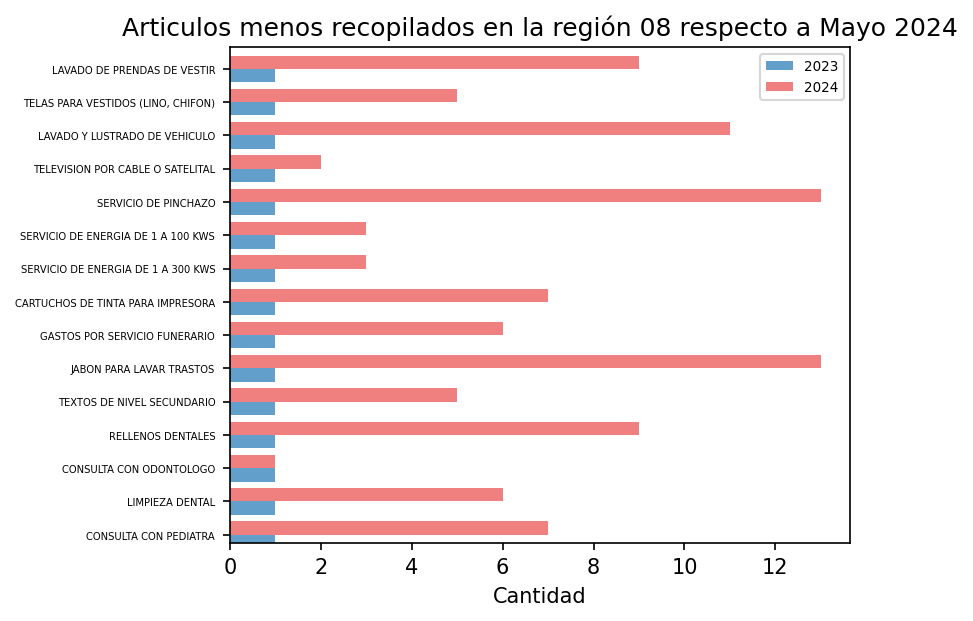 Articulos menos recopilados en la región 08 respecto a Mayo 2024
LAVADO DE PRENDAS DE VESTIR
TELAS PARA VESTIDOS (LINO, CHIFON)
LAVADO Y LUSTRADO DE VEHICULO
TELEVISION POR CABLE O SATELITAL
SERVICIO DE PINCHAZO
SERVICIO DE ENERGIA DE 1 A 100 KWS
SERVICIO DE ENERGIA DE 1 A 300 KWS
CARTUCHOS DE TINTA PARA IMPRESORA
GASTOS POR SERVICIO FUNERARIO
JABON PARA LAVAR TRASTOS
TEXTOS DE NIVEL SECUNDARIO
RELLENOS DENTALES
CONSULTA CON ODONTOLOGO
LIMPIEZA DENTAL
CONSULTA CON PEDIATRA
2023
2024
0 2 4 6 8 10 12
Cantidad